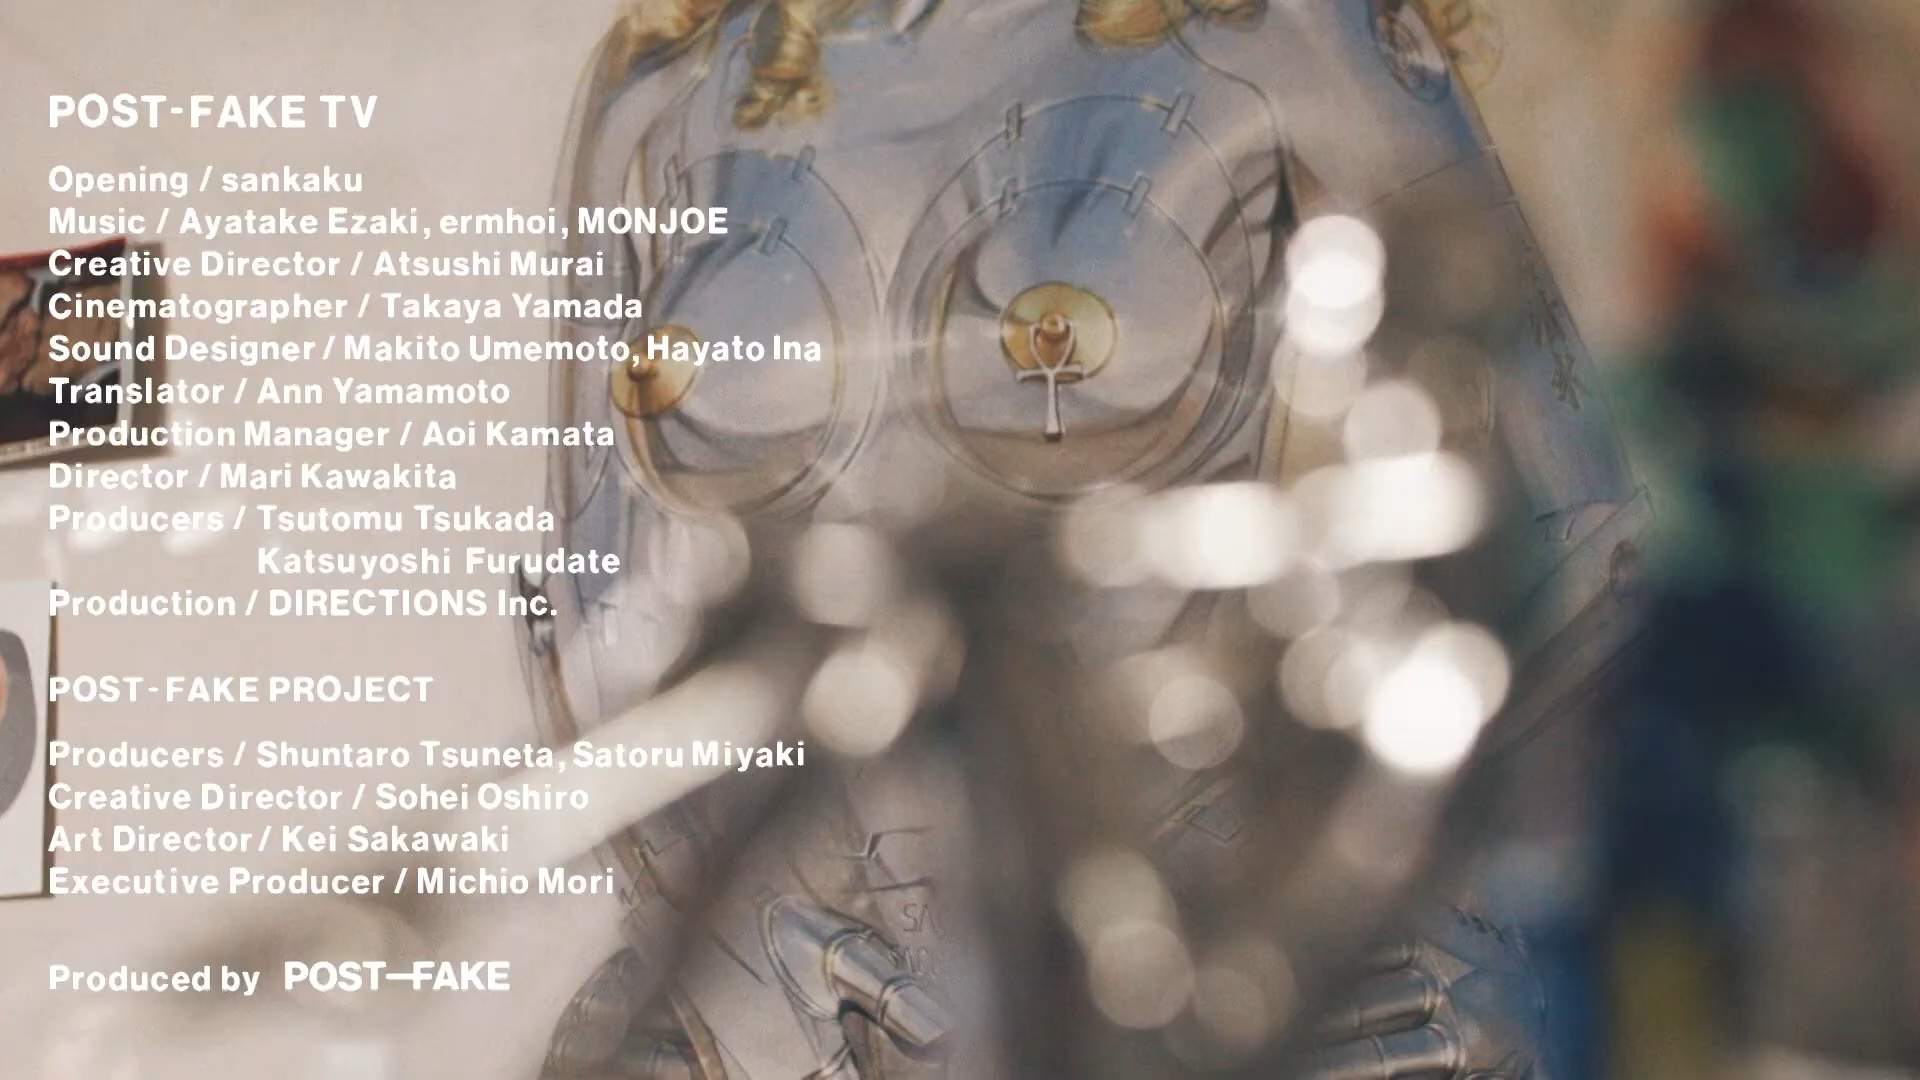 POST-FAKE TV
Opening / sankaku
Music / Ayatake Ezaki, ermhoi, MONJOE
Creative Director / Atsushi Murai
Cinematographer / Takaya Yamada
Sound Designer / Makito Umemoto, Hayato Ina
Translator / Ann Yamamoto
Production Manager / Aoi Kamata
Director / Mari Kawakita
Producers / Tsutomu Tsukada
Katsuyoshi Furudate
Production / DIRECTIONS Inc.
POST-FAKE PROJECT
Producers / Shuntaro Tsuneta, Satoru Miyaki
Creative Director / Sohei Oshiro
Art Director / Kei Sakawaki
Executive Producer / Michio Mori
Produced by POST-FAKE